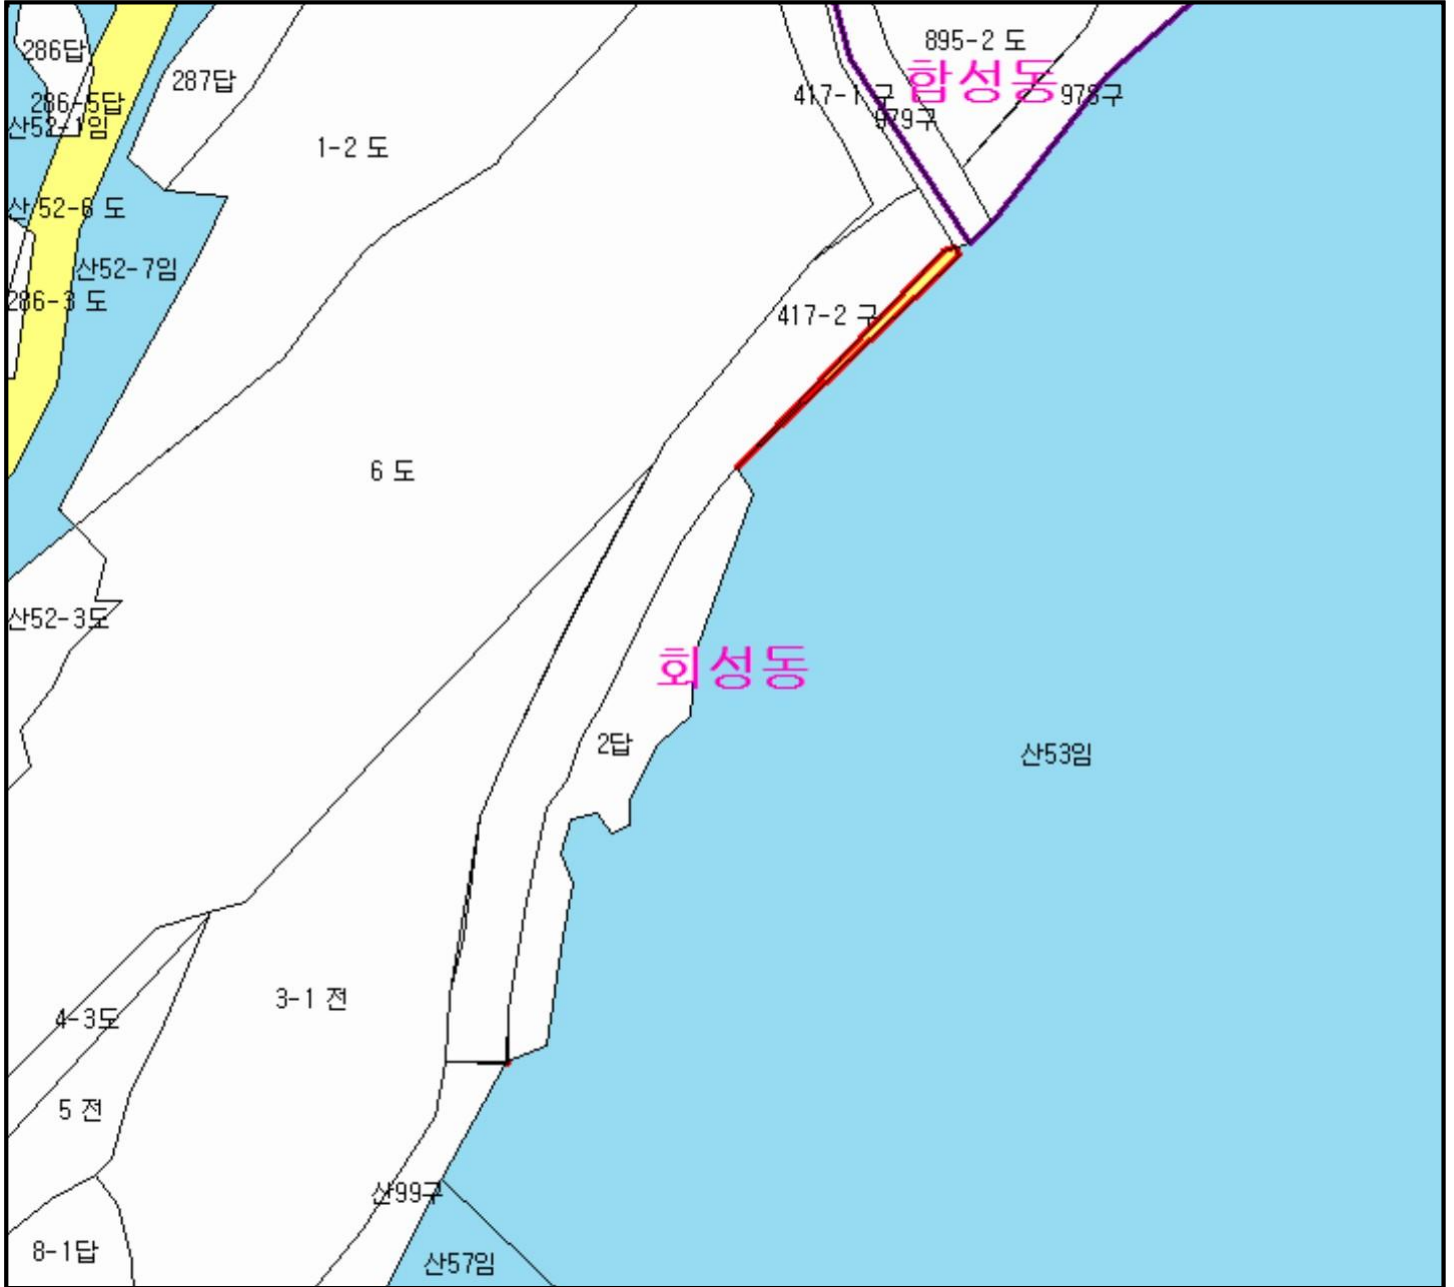 895-2 도
286답
287답
합성동
417-1 구
975구
286-5답
979구
산52-1임
1-2 도
산52-6 도
산52-7임
286-3 도
417-2 구
6 도
산52-3도
회성동
2답
산53임
3-1 전
4-3도
5 전
산99구
8-1답
산57임